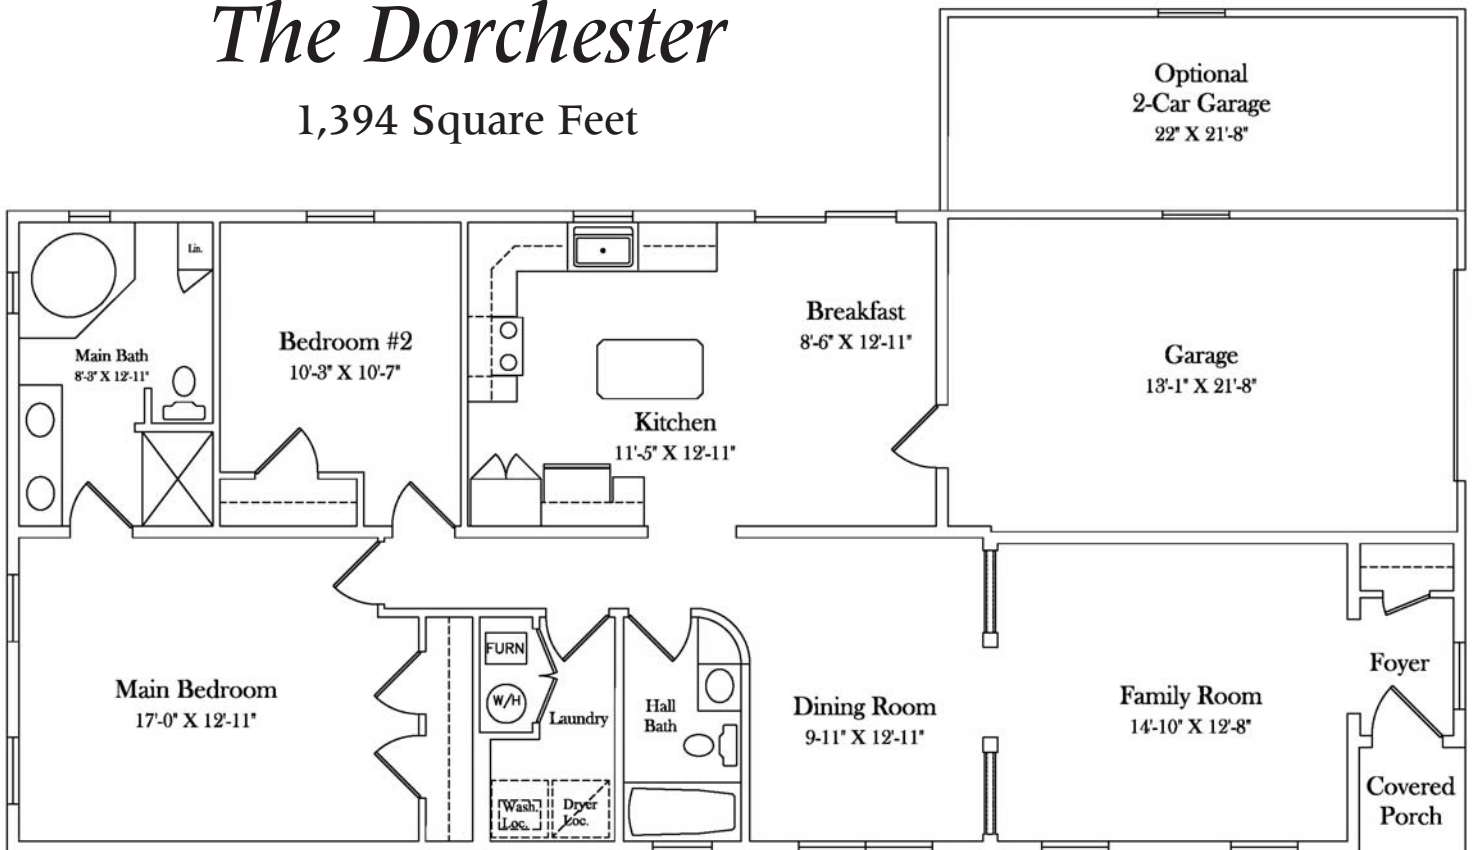 The Dorchester
1,394 Square Feet
Optional
2-Car Garage
22" X 21'-8"
Lin.
Main Bath
8'-3" X 12'-11"
Bedroom #2
10'-3" X 10'-7"
Breakfast
8'-6" X 12'-11"
Kitchen
11'-5" X 12'-11"
Garage
13'-1" X 21'-8"
Main Bedroom
17'-0" X 12'-11"
FURN
W/H
Laundry
Wash.
Loc.
Dryer
Loc.
Hall
Bath
Dining Room
9-11" X 12'-11"
Family Room
14'-10" X 12'-8"
Foyer
Covered
Porch